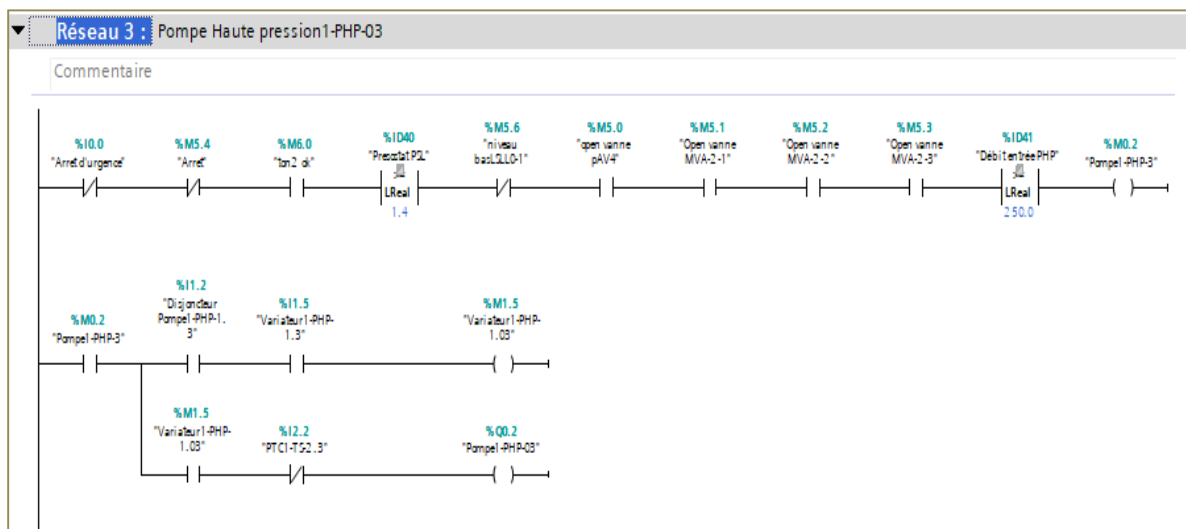 Réseau 3 : Pompe Haute pression1-PHP-03
Commentaire
%I0.0
"Arret d'urgence"
%M5.4
"Arret"
%M6.0
"ton2 ok"
%ID40
"Presostat PSL"
LReal
1.4
%M5.6
"niveau
basLSLL0-1"
%M5.0
"open vanne
pAV4"
%M5.1
"Open vanne
MVA-2-1"
%M5.2
"Open vanne
MVA-2-2"
%M5.3
"Open vanne
MVA-2-3"
%ID41
"Débit entrée PHP"
LReal
250.0
%M0.2
"Pompe1-PHP-3"
%M0.2
"Pompe1-PHP-3"
%I1.2
"Disjoncteur
Pompe1-PHP-1.
3"
%I1.5
"Variateur1-PHP-
1.3"
%M1.5
"Variateur1-PHP-
1.03"
%M1.5
"Variateur1-PHP-
1.03"
%I2.2
"PTC1-TS-2.3"
%Q0.2
"Pompe1-PHP-03"